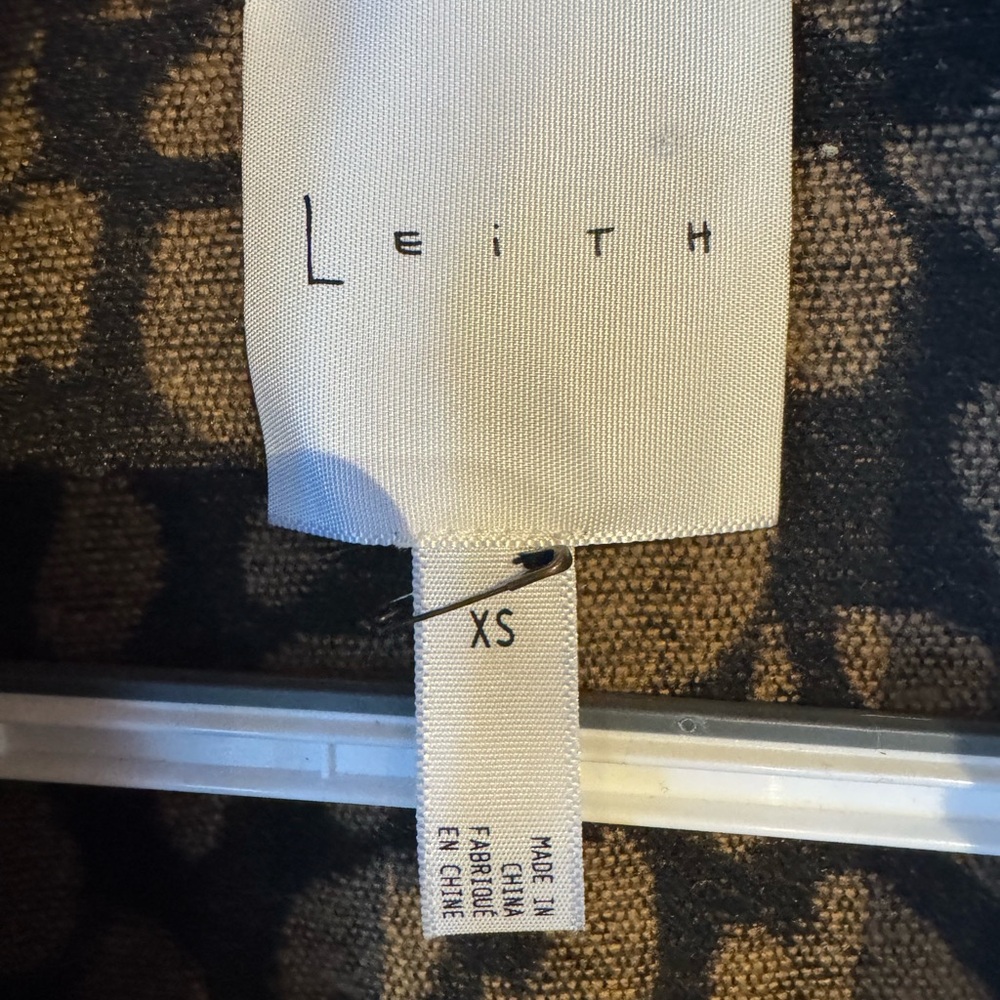 LEiTH
XS
MADE IN
CHINA
FABRIQUÉ
EN CHINE